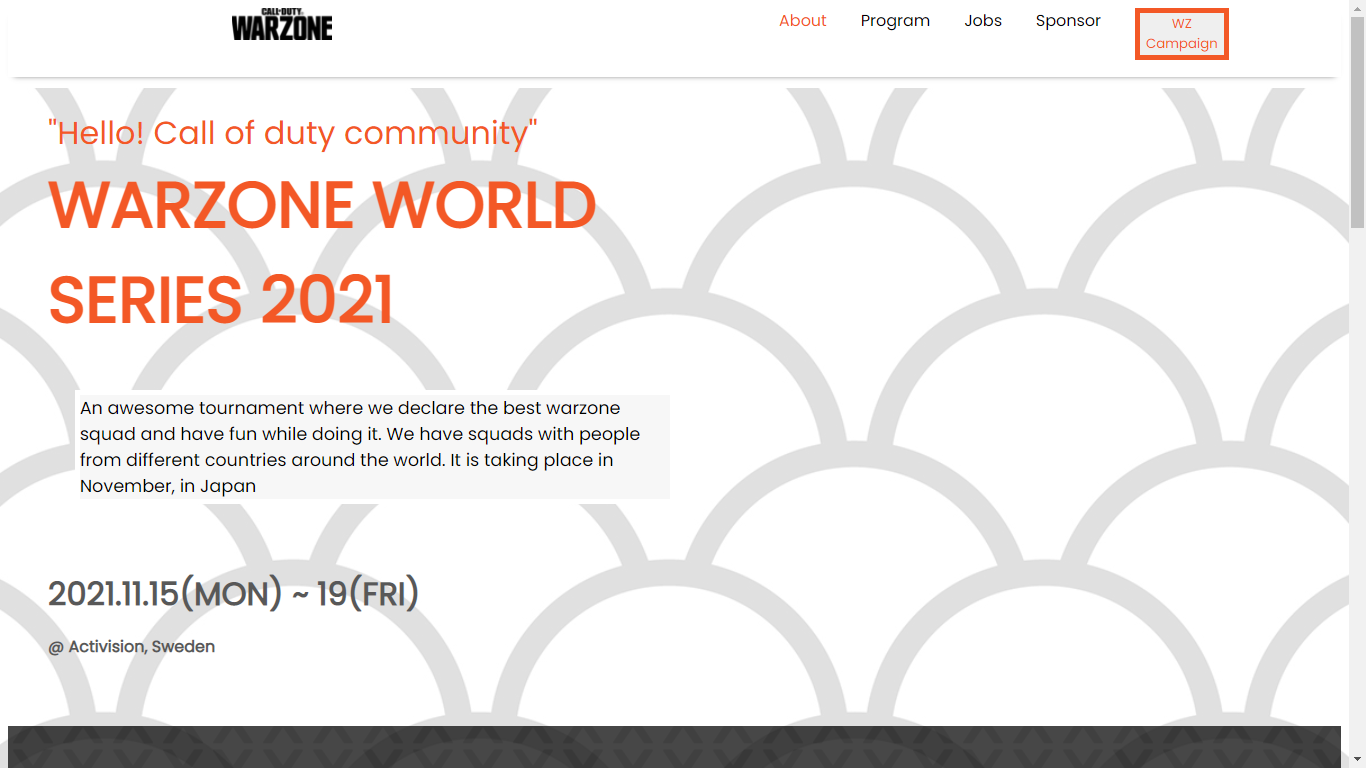 CALL OF DUTY
WARZONE
About
Program
Jobs
Sponsor
WZ
Campaign
"Hello! Call of duty community"
WARZONE WORLD
SERIES 2021
An awesome tournament where we declare the best warzone
squad and have fun while doing it. We have squads with people
from different countries around the world. It is taking place in
November, in Japan
2021.11.15(MON) ~ 19(FRI)
@ Activision, Sweden